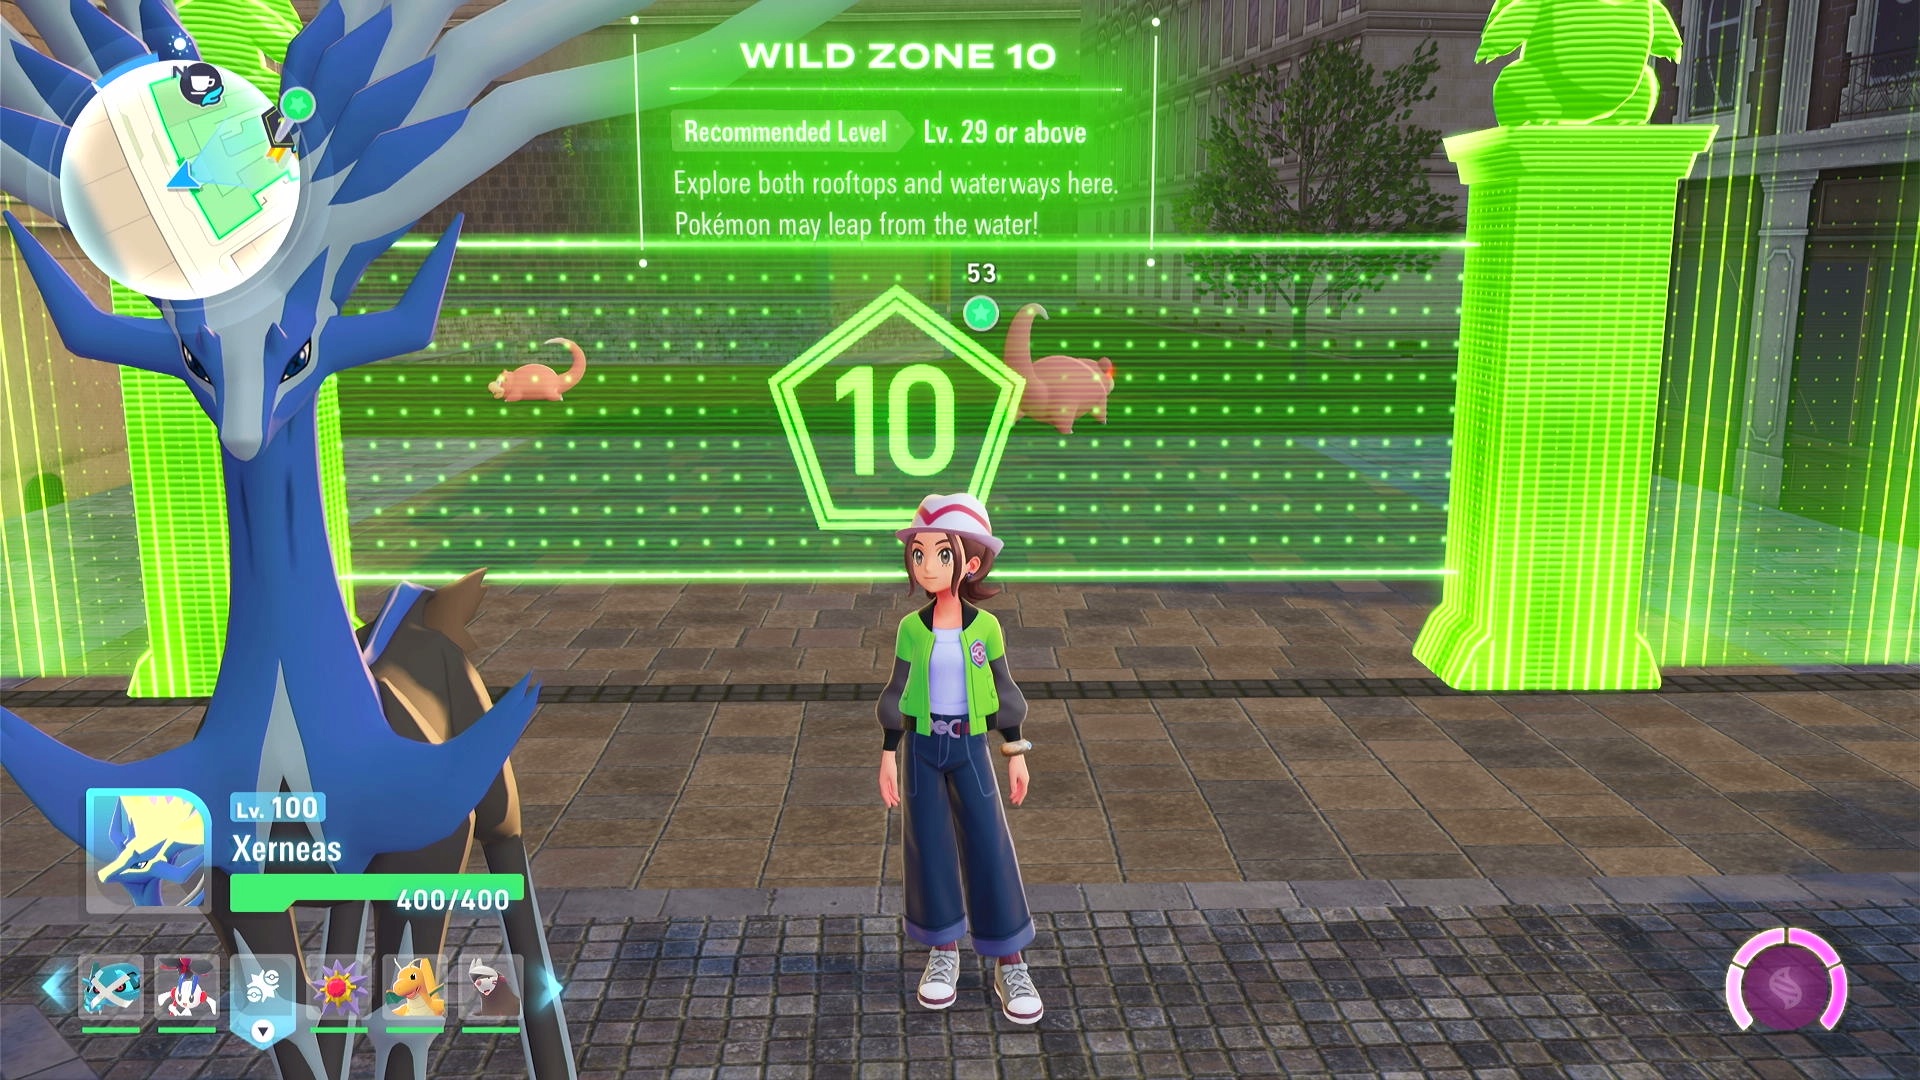 N
WILD ZONE 10
Recommended Level Lv. 29 or above
Explore both rooftops and waterways here.
Pokémon may leap from the water!
53
10
Lv. 100
Xerneas
400/400